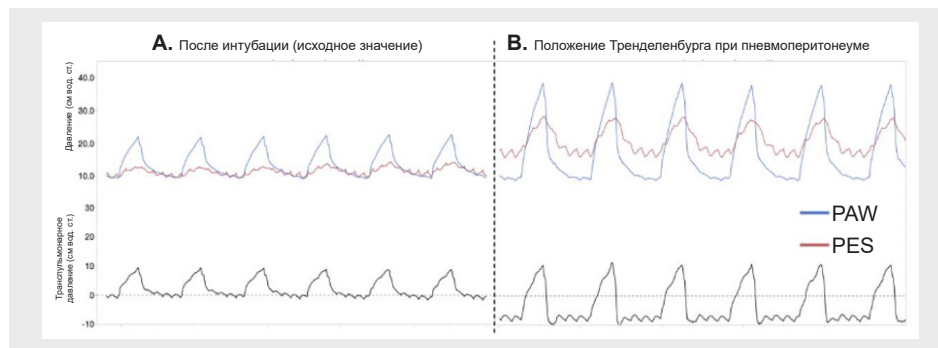 A. После интубации (исходное значение)
B. Положение Тренделенбурга при пневмоперитонеуме
Давление (см вод. ст.)
40.0
30.0
20.0
10.0
Транспульмонарное
давление (см вод. ст.)
30
20
10
0
-10
PAW
PES